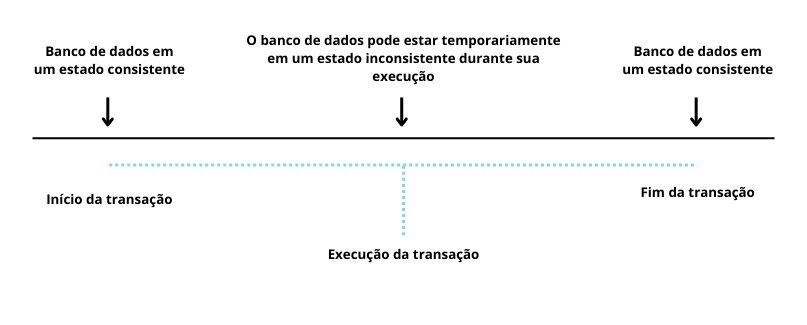 Banco de dados em
um estado consistente
O banco de dados pode estar temporariamente
em um estado inconsistente durante sua
execução
Banco de dados em
um estado consistente
Início da transação
Fim da transação
Execução da transação